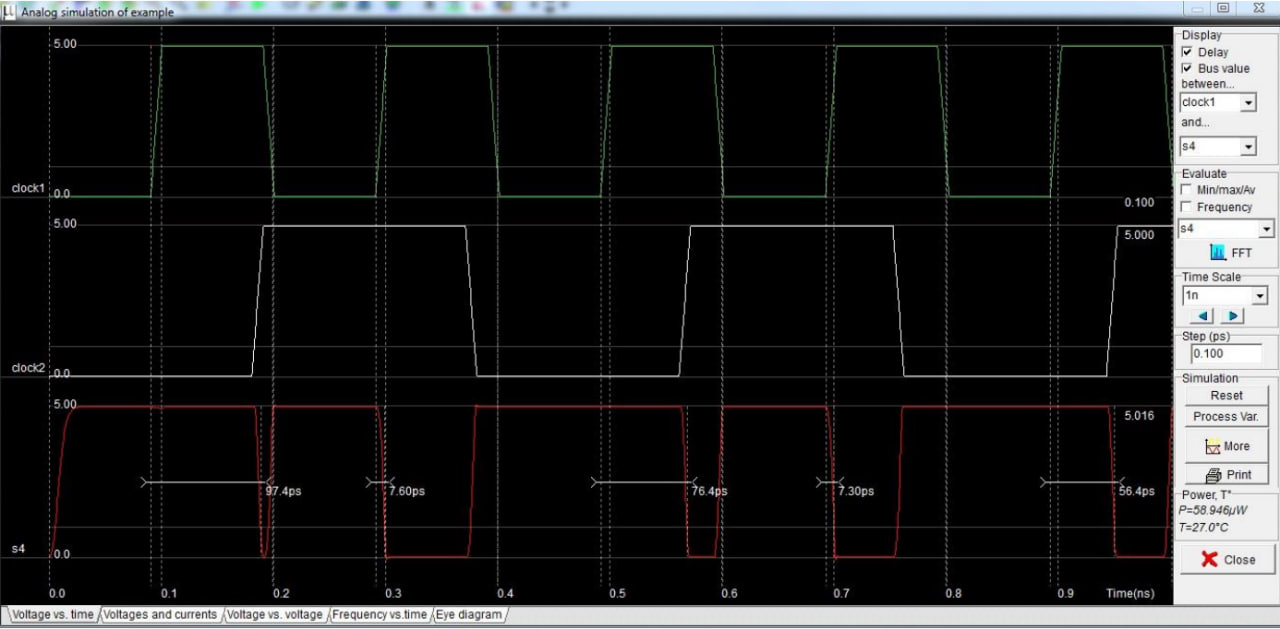 Analog simulation of example
5.00
clock1
0.0
0.100
5.00
5.000
clock2
0.0
5.00
5.016
97.4ps
7.60ps
76.4ps
7.30ps
56.4ps
s4
0.0
0.0 0.1 0.2 0.3 0.4 0.5 0.6 0.7 0.8 0.9 Time(ns)
Voltage vs. time Voltages and currents Voltage vs. voltage Frequency vs.time Eye diagram
Display
Delay
Bus value
between...
clock1
and...
s4
Evaluate
Min/max/Av
Frequency
s4
FFT
Time Scale
1n
Step (ps)
0.100
Simulation
Reset
Process Var.
More
Print
Power, T°
P=58.946µW
T=27.0°C
Close